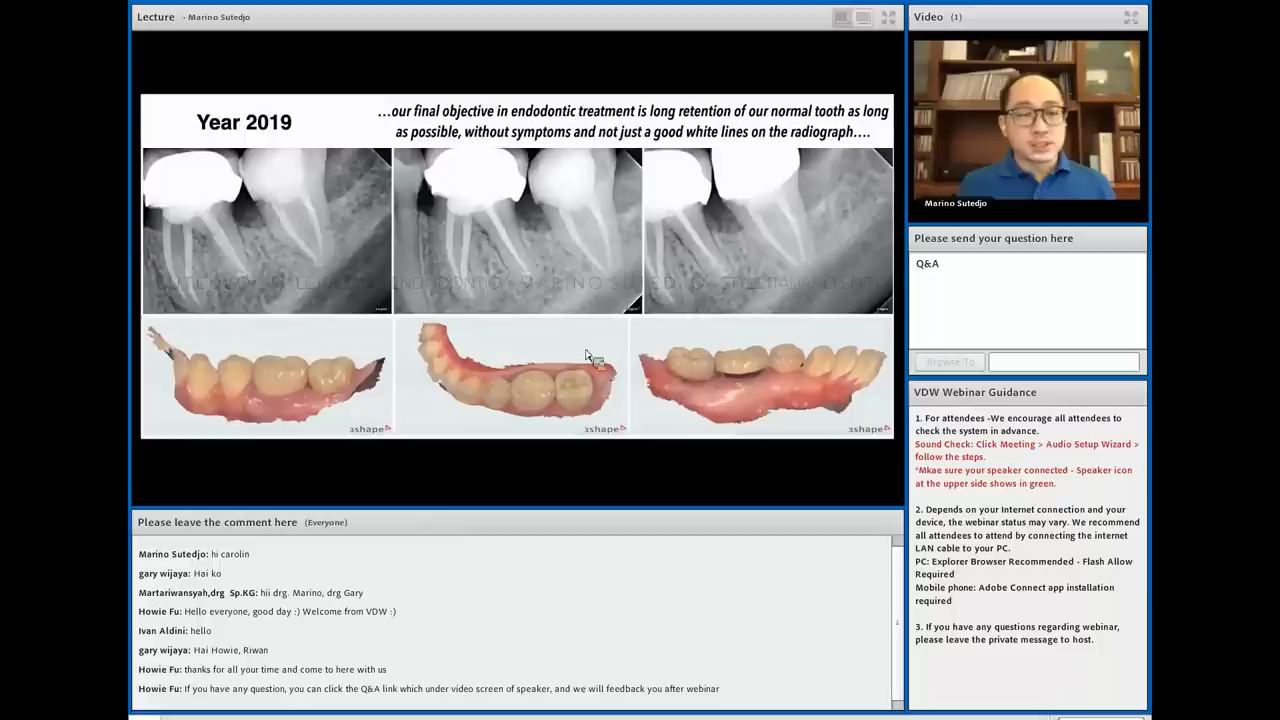 Lecture - Marino Sutedjo
Year 2019
...our final objective in endodontic treatment is long retention of our normal tooth as long
as possible, without symptoms and not just a good white lines on the radiograph....
3shape
3shape
3shape
Please leave the comment here (Everyone)
Marino Sutedjo: hi carolin
gary wijaya: Hai ko
Martariwansyah,drg Sp.KG: hii drg. Marino, drg Gary
Howie Fu: Hello everyone, good day :) Welcome from VDW :)
Ivan Aldini: hello
gary wijaya: Hai Howie, Riwan
Howie Fu: thanks for all your time and come to here with us
Howie Fu: If you have any question, you can click the Q&A link which under video screen of speaker, and we will feedback you after webinar
Video (1)
Marino Sutedjo
Please send your question here
Q&A
Browse To
VDW Webinar Guidance
1. For attendees -We encourage all attendees to
check the system in advance.
Sound Check: Click Meeting > Audio Setup Wizard >
follow the steps.
*Mkae sure your speaker connected - Speaker icon
at the upper side shows in green.
2. Depends on your Internet connection and your
device, the webinar status may vary. We recommend
all attendees to attend by connecting the internet
LAN cable to your PC.
PC: Explorer Browser Recommended - Flash Allow
Required
Mobile phone: Adobe Connect app installation
required
3. If you have any questions regarding webinar,
please leave the private message to host.